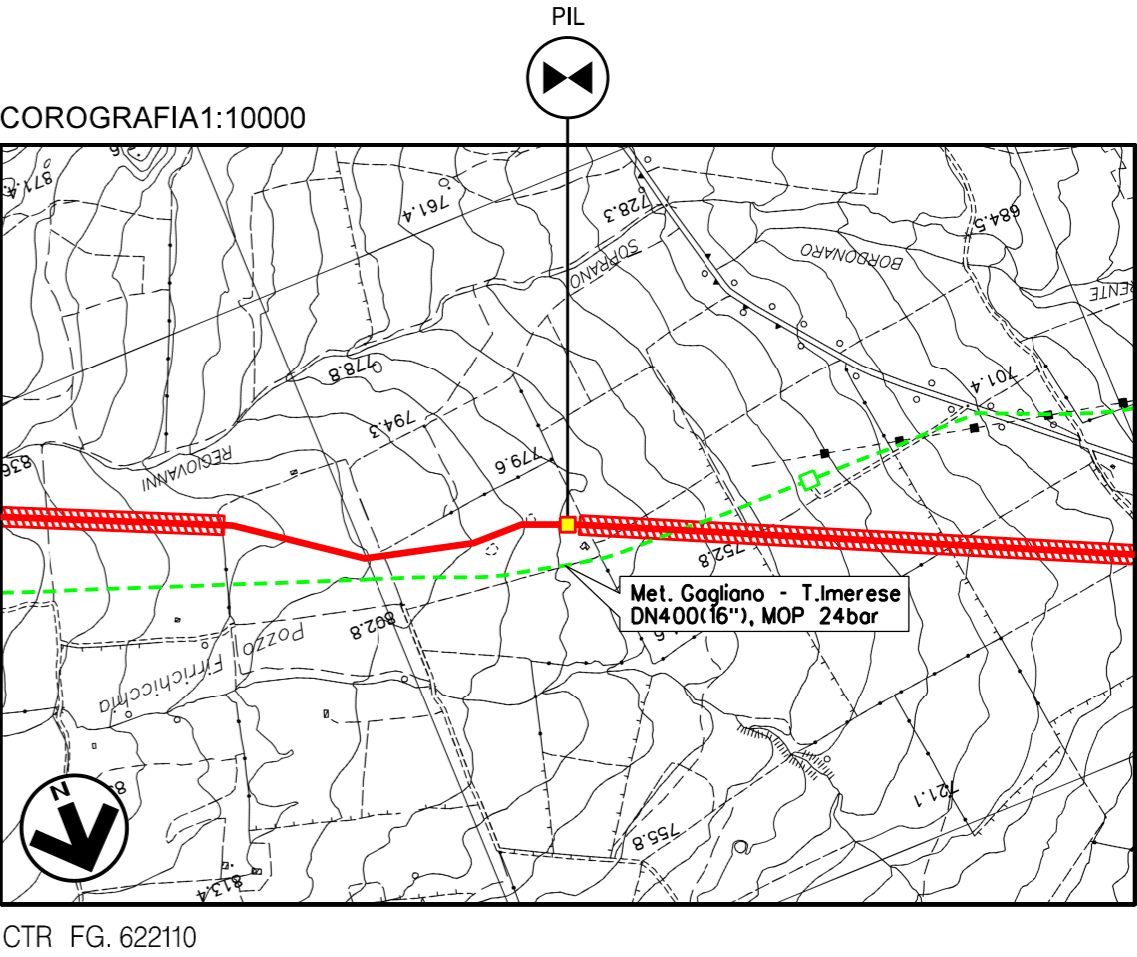 PIL
COROGRAFIA1:10000
871.4
761.4
728.3
684.5
SOPRANO
BORDONARO
778.8
701.4
794.3
REGIOVANNI
779.6
836
752.8
Met. Gagliano - T.Imerese
DN400(16"), MOP 24bar
802.8
POZZO
Firrichicchia
N
721.1
755.8
813.4
CTR FG. 622110